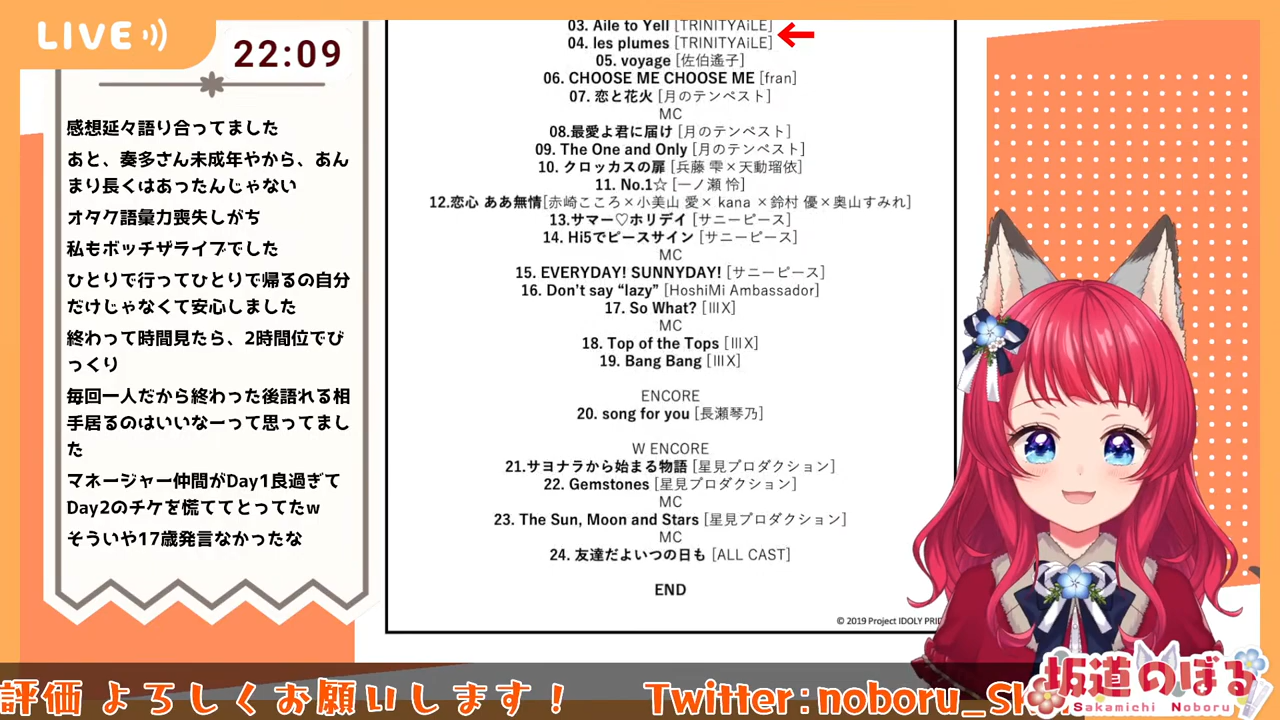 LIVE
22:09
感想延々語り合ってました
あと、奏多さん未成年やから、あん
まり長くはあったんじゃない
オタク語彙力喪失しがち
私もボッチザライブでした
ひとりで行ってひとりで帰るの自分
だけじゃなくて安心しました
終わって時間見たら、2時間位でび
っくり
毎回一人だから終わった後語れる相
手居るのはいいなーって思ってまし
た
マネージャー仲間がDay1良過ぎて
Day2のチケを慌ててとってたw
そういや17歳発言なかったな
03. Aile to Yell [TRINITYAiLE]
04. les plumes [TRINITYAiLE]
05. voyage [佐伯遙子]
06. CHOOSE ME CHOOSE ME [fran]
07. 恋と花火 [月のテンペスト]
MC
08.最愛よ君に届け [月のテンペスト]
09. The One and Only [月のテンペスト]
10. クロッカスの扉 [兵藤 雫×天動瑠依]
11. No.1☆ [一ノ瀬 怜]
12.恋心 ああ無情[赤崎こころ×小美山 愛× kana ×鈴村 優×奥山すみれ]
13.サマー♡ホリデイ [サニーピース]
14. Hi5でピースサイン [サニーピース]
MC
15. EVERYDAY! SUNNYDAY! [サニーピース]
16. Don't say “lazy” [HoshiMi Ambassador]
17. So What? [ⅢX]
MC
18. Top of the Tops [ⅢX]
19. Bang Bang [ⅢX]
ENCORE
20. song for you [長瀬琴乃]
W ENCORE
21.サヨナラから始まる物語 [星見プロダクション]
22. Gemstones [星見プロダクション]
MC
23. The Sun, Moon and Stars [星見プロダクション]
MC
24. 友達だよいつの日も [ALL CAST]
END
© 2019 Project IDOLY PRID
評価 よろしくお願いします！ Twitter:noboru_Sk
坂道のぼる
Sakamichi Noboru